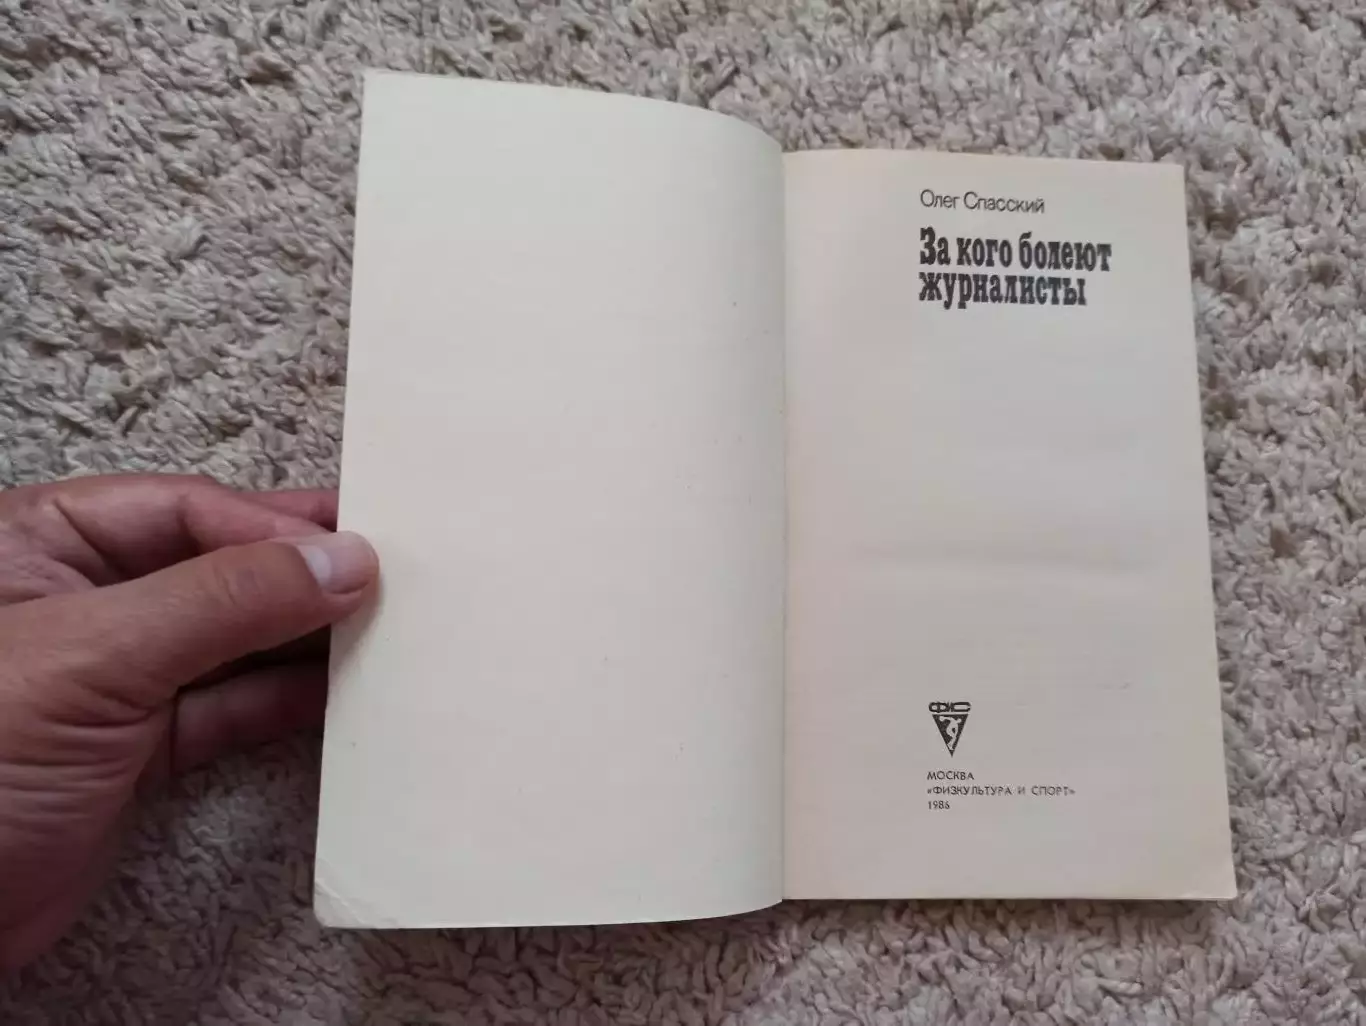 Олег Спасский
За кого болеют
журналисты
ФИС
МОСКВА
«ФИЗКУЛЬТУРА И СПОРТ»
1986